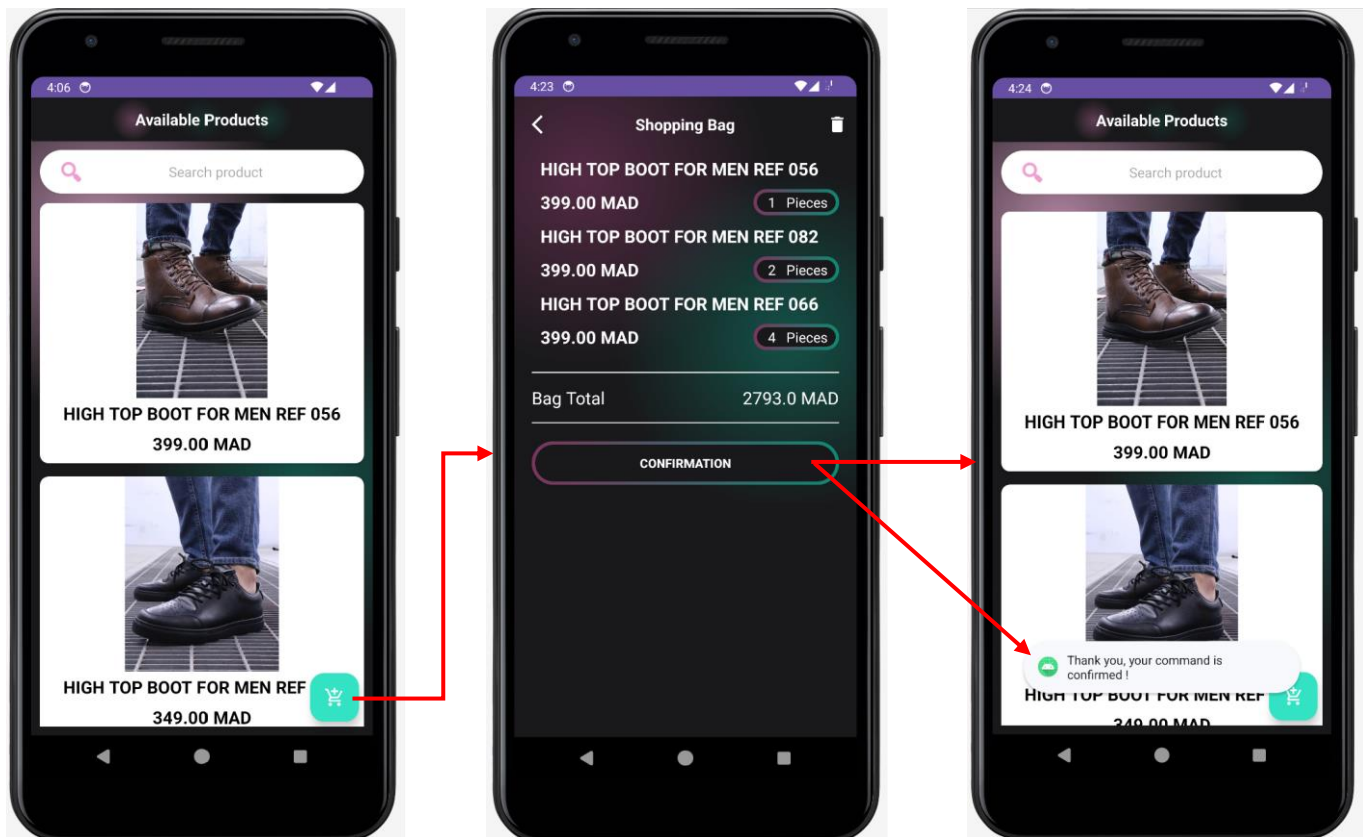 4:06
Available Products
Search product
HIGH TOP BOOT FOR MEN REF 056
399.00 MAD
HIGH TOP BOOT FOR MEN REF
349.00 MAD
4:23
Shopping Bag
HIGH TOP BOOT FOR MEN REF 056
399.00 MAD 1 Pieces
HIGH TOP BOOT FOR MEN REF 082
399.00 MAD 2 Pieces
HIGH TOP BOOT FOR MEN REF 066
399.00 MAD 4 Pieces
Bag Total 2793.0 MAD
CONFIRMATION
4:24
Available Products
Search product
HIGH TOP BOOT FOR MEN REF 056
399.00 MAD
Thank you, your command is
confirmed !
HIGH TOP BOOT FOR MEN REF
349.00 MAD